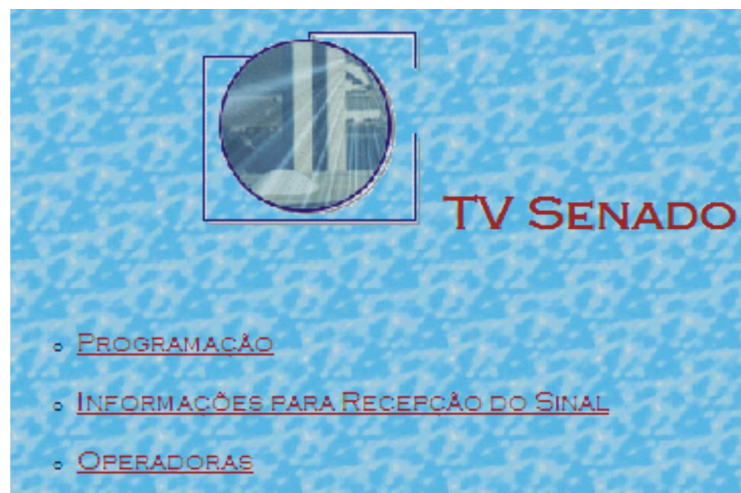 TV Senado
Programação
Informações para Recepção do Sinal
Operadoras